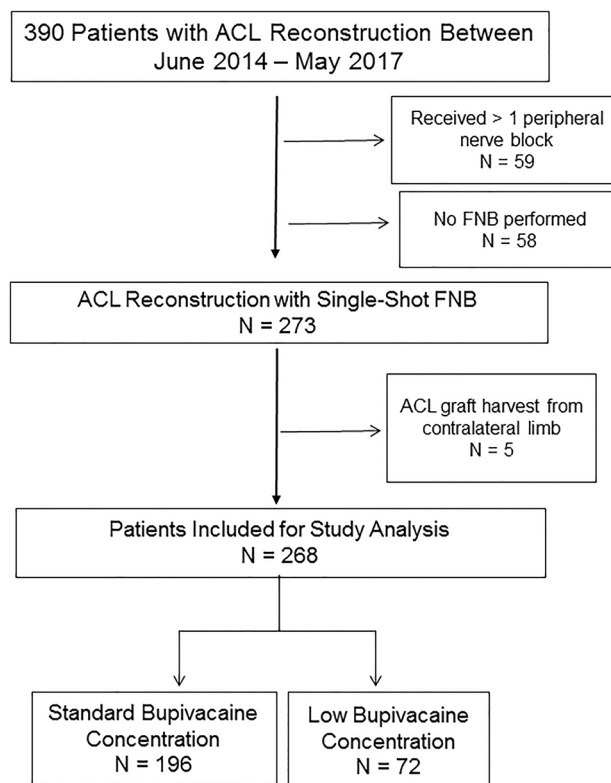 390 Patients with ACL Reconstruction Between
June 2014 – May 2017
Received > 1 peripheral
nerve block
N = 59
No FNB performed
N = 58
ACL Reconstruction with Single-Shot FNB
N = 273
ACL graft harvest from
contralateral limb
N = 5
Patients Included for Study Analysis
N = 268
Standard Bupivacaine
Concentration
N = 196
Low Bupivacaine
Concentration
N = 72